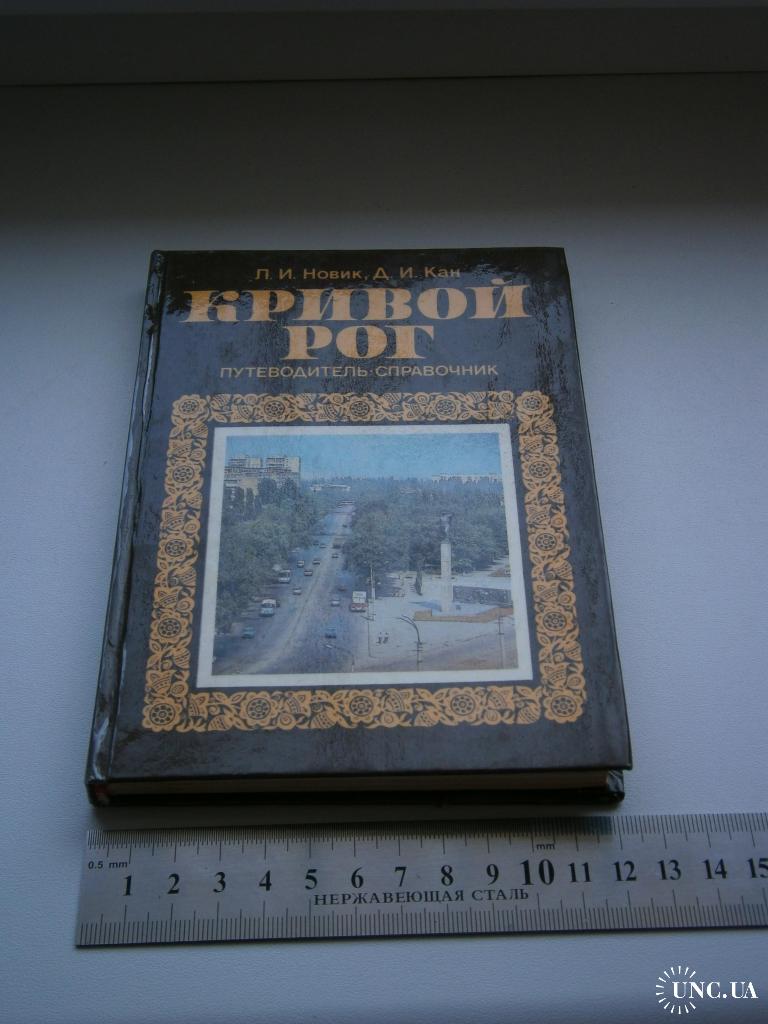 Л. И. Новик, Д. И. Кан
КРИВОЙ
РОГ
ПУТЕВОДИТЕЛЬ-СПРАВОЧНИК
0.5 mm
mm
1 2 3 4 5 6 7 8 9 10 11 12 13 14 15
НЕРЖАВЕЮЩАЯ СТАЛЬ
UNC.UA